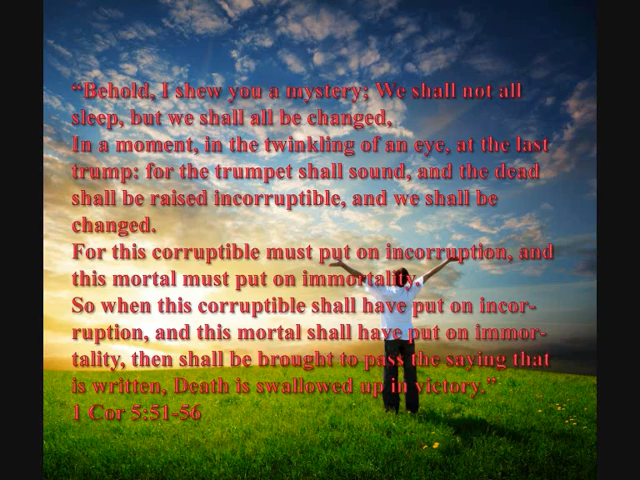 “Behold, I shew you a mystery; We shall not all
sleep, but we shall all be changed,
In a moment, in the twinkling of an eye, at the last
trump: for the trumpet shall sound, and the dead
shall be raised incorruptible, and we shall be
changed.
For this corruptible must put on incorruption, and
this mortal must put on immortality.
So when this corruptible shall have put on incor-
ruption, and this mortal shall have put on immor-
tality, then shall be brought to pass the saying that
is written, Death is swallowed up in victory.”
1 Cor 5:51-56